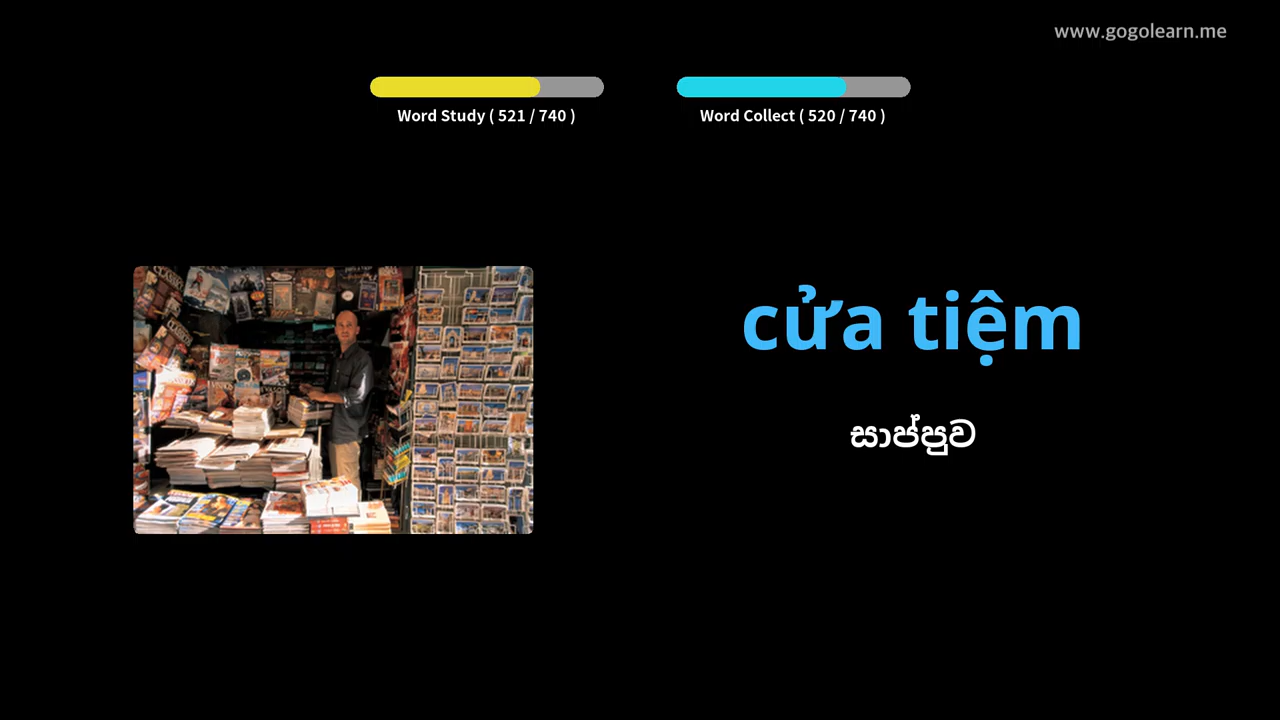 www.gogolearn.me
Word Study ( 521 / 740 )
Word Collect ( 520 / 740 )
cửa tiệm
සාප්පුව